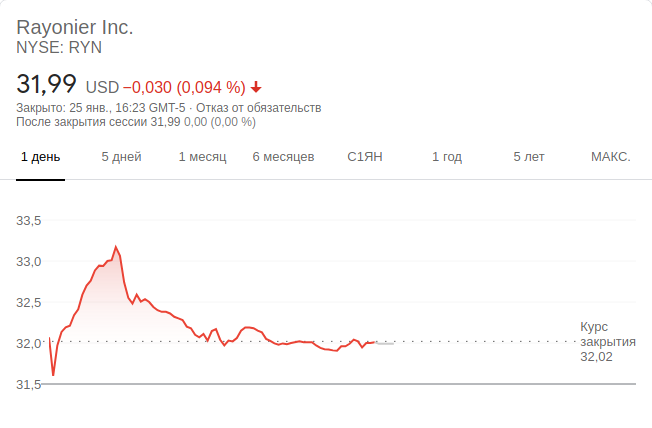 Rayonier Inc.
NYSE: RYN
31,99 USD −0,030 (0,094 %)
Закрыто: 25 янв., 16:23 GMT-5 · Отказ от обязательств
После закрытия сессии 31,99 0,00 (0,00 %)
1 день 5 дней 1 месяц 6 месяцев С1ЯН 1 год 5 лет МАКС.
33,5
33,0
32,5
32,0
31,5
Курс
закрытия
32,02